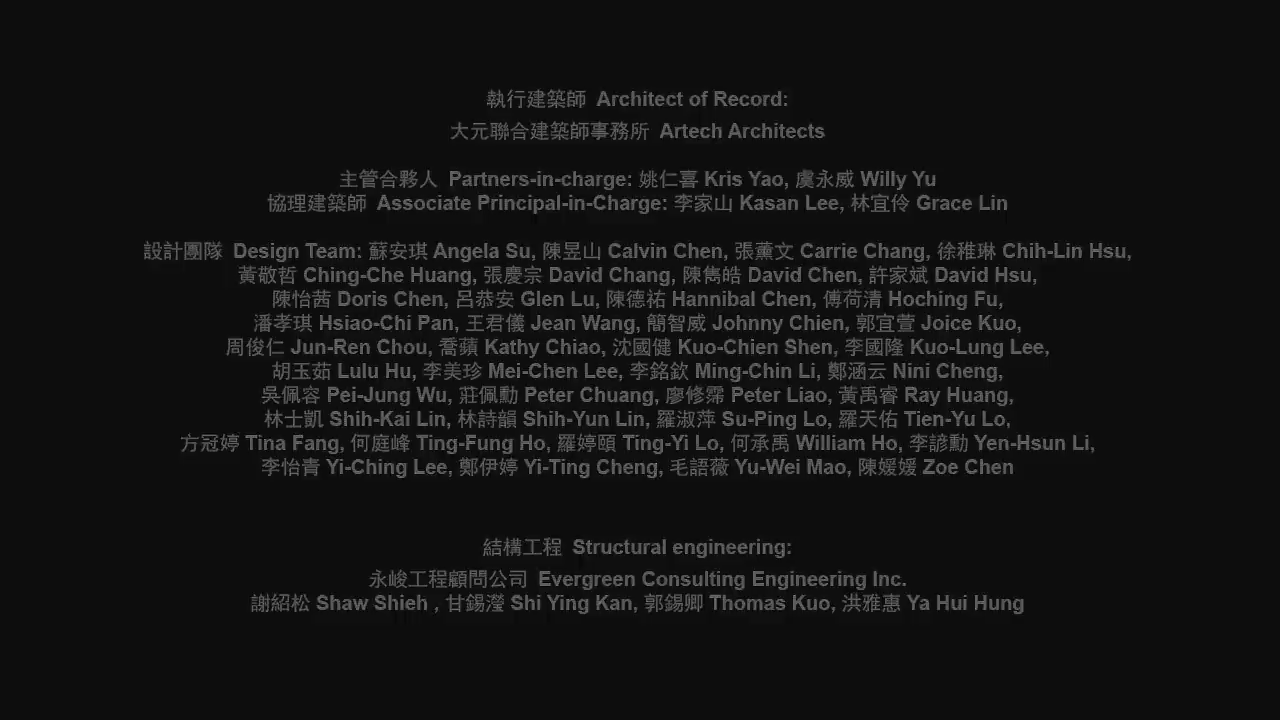 執行建築師 Architect of Record:
大元聯合建築師事務所 Artech Architects
主管合夥人 Partners-in-charge: 姚仁喜 Kris Yao, 虞永威 Willy Yu
協理建築師 Associate Principal-in-Charge: 李家山 Kasan Lee, 林宜伶 Grace Lin
設計團隊 Design Team: 蘇安琪 Angela Su, 陳昱山 Calvin Chen, 張薰文 Carrie Chang, 徐稚琳 Chih-Lin Hsu,
黃敬哲 Ching-Che Huang, 張慶宗 David Chang, 陳雋皓 David Chen, 許家斌 David Hsu,
陳怡茜 Doris Chen, 呂恭安 Glen Lu, 陳德祐 Hannibal Chen, 傅荷清 Hoching Fu,
潘孝琪 Hsiao-Chi Pan, 王君儀 Jean Wang, 簡智威 Johnny Chien, 郭宜萱 Joice Kuo,
周俊仁 Jun-Ren Chou, 喬蘋 Kathy Chiao, 沈國健 Kuo-Chien Shen, 李國隆 Kuo-Lung Lee,
胡玉茹 Lulu Hu, 李美珍 Mei-Chen Lee, 李銘欽 Ming-Chin Li, 鄭涵云 Nini Cheng,
吳佩容 Pei-Jung Wu, 莊佩勳 Peter Chuang, 廖修霈 Peter Liao, 黃禹睿 Ray Huang,
林士凱 Shih-Kai Lin, 林詩韻 Shih-Yun Lin, 羅淑萍 Su-Ping Lo, 羅天佑 Tien-Yu Lo,
方冠婷 Tina Fang, 何庭峰 Ting-Fung Ho, 羅婷頤 Ting-Yi Lo, 何承禹 William Ho, 李諺勳 Yen-Hsun Li,
李怡青 Yi-Ching Lee, 鄭伊婷 Yi-Ting Cheng, 毛語薇 Yu-Wei Mao, 陳媛媛 Zoe Chen
結構工程 Structural engineering:
永峻工程顧問公司 Evergreen Consulting Engineering Inc.
謝紹松 Shaw Shieh , 甘錫瀅 Shi Ying Kan, 郭錫卿 Thomas Kuo, 洪雅惠 Ya Hui Hung